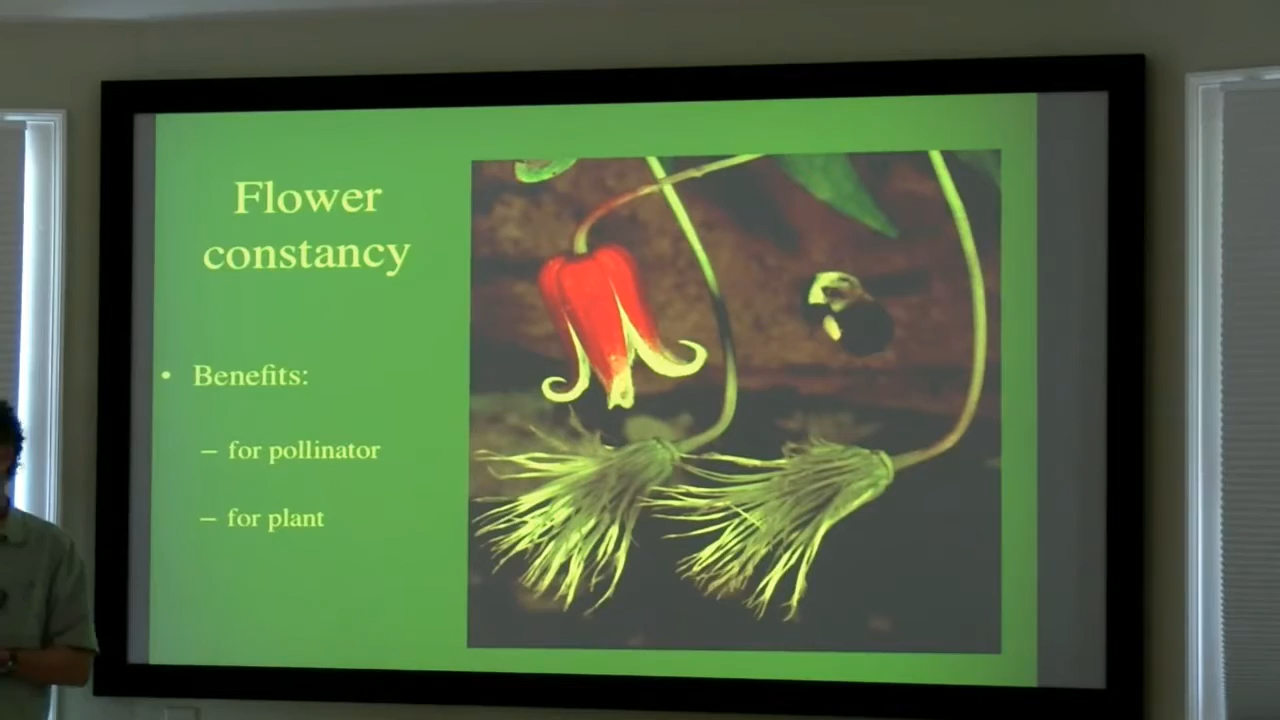 Flower
constancy
• Benefits:
– for pollinator
– for plant